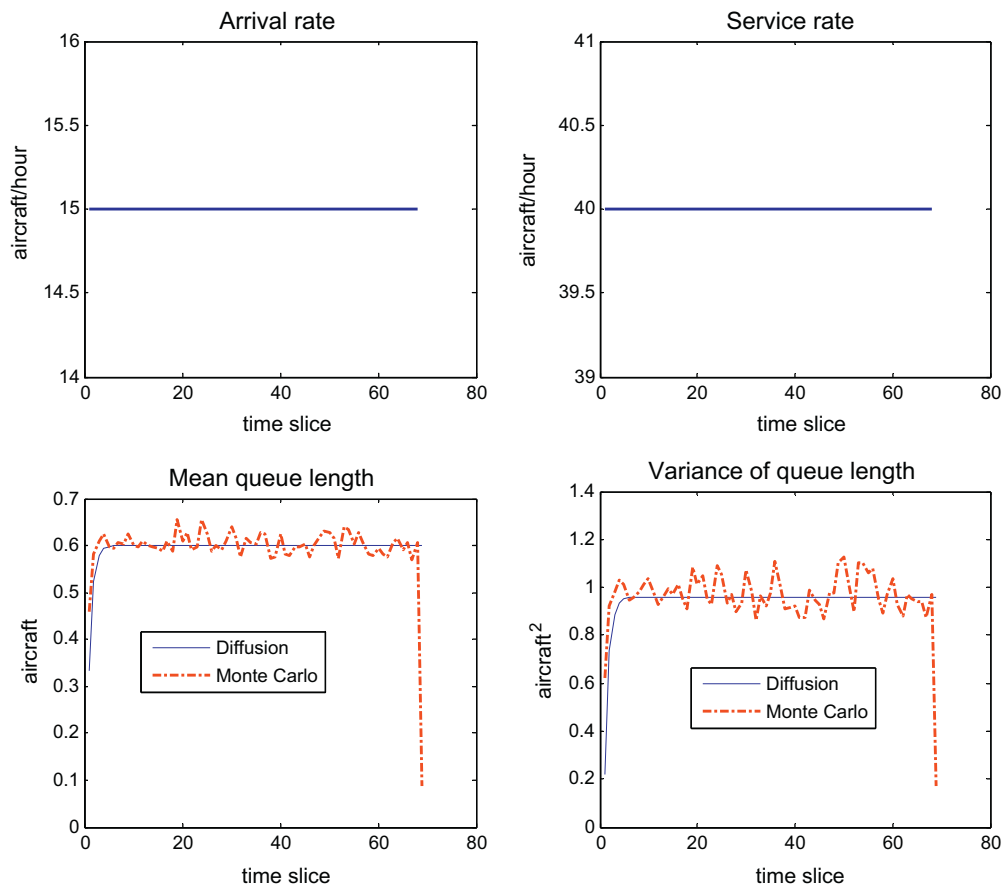 Arrival rate
16
15.5
15
14.5
14
0
20
40
60
80
aircraft/hour
time slice
Service rate
41
40.5
40
39.5
39
0
20
40
60
80
aircraft/hour
time slice
Mean queue length
0.7
0.6
0.5
0.4
0.3
0.2
0.1
0
0
20
40
60
80
aircraft
time slice
Diffusion
Monte Carlo
Variance of queue length
1.4
1.2
1
0.8
0.6
0.4
0.2
0
0
20
40
60
80
aircraft²
time slice
Diffusion
Monte Carlo